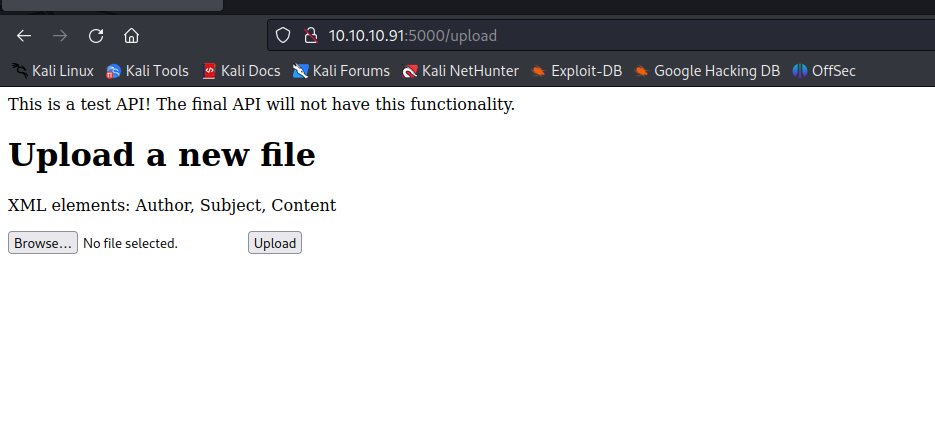 10.10.10.91:5000/upload
Kali Linux Kali Tools Kali Docs Kali Forums Kali NetHunter Exploit-DB Google Hacking DB OffSec
This is a test API! The final API will not have this functionality.
Upload a new file
XML elements: Author, Subject, Content
Browse... No file selected. Upload